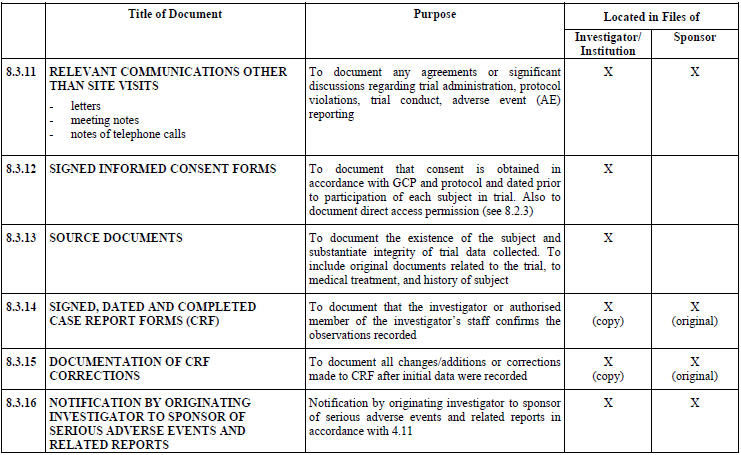 Title of Document
Purpose
Located in Files of
Investigator/
Institution
Sponsor
8.3.11
RELEVANT COMMUNICATIONS OTHER
THAN SITE VISITS
- letters
- meeting notes
- notes of telephone calls
To document any agreements or significant
discussions regarding trial administration, protocol
violations, trial conduct, adverse event (AE)
reporting
X
X
8.3.12
SIGNED INFORMED CONSENT FORMS
To document that consent is obtained in
accordance with GCP and protocol and dated prior
to participation of each subject in trial. Also to
document direct access permission (see 8.2.3)
X
8.3.13
SOURCE DOCUMENTS
To document the existence of the subject and
substantiate integrity of trial data collected. To
include original documents related to the trial, to
medical treatment, and history of subject
X
8.3.14
SIGNED, DATED AND COMPLETED
CASE REPORT FORMS (CRF)
To document that the investigator or authorised
member of the investigator's staff confirms the
observations recorded
X
(copy)
X
(original)
8.3.15
DOCUMENTATION OF CRF
CORRECTIONS
To document all changes/additions or corrections
made to CRF after initial data were recorded
X
(copy)
X
(original)
8.3.16
NOTIFICATION BY ORIGINATING
INVESTIGATOR TO SPONSOR OF
SERIOUS ADVERSE EVENTS AND
RELATED REPORTS
Notification by originating investigator to sponsor
of serious adverse events and related reports in
accordance with 4.11
X
X